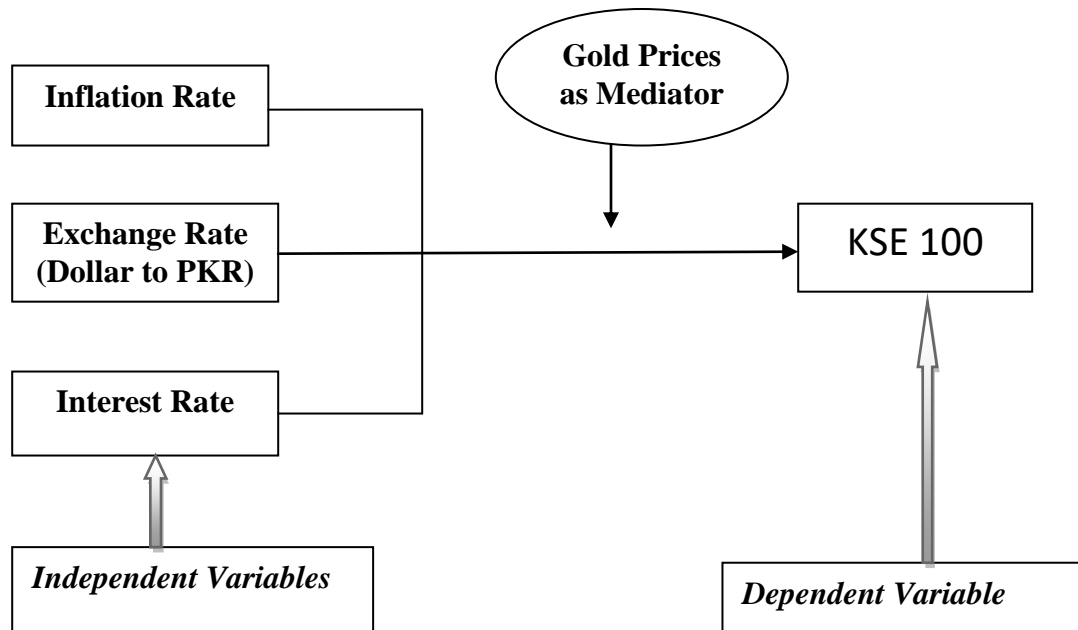 Gold Prices
as Mediator
Inflation Rate
Exchange Rate
(Dollar to PKR)
KSE 100
Interest Rate
Independent Variables
Dependent Variable